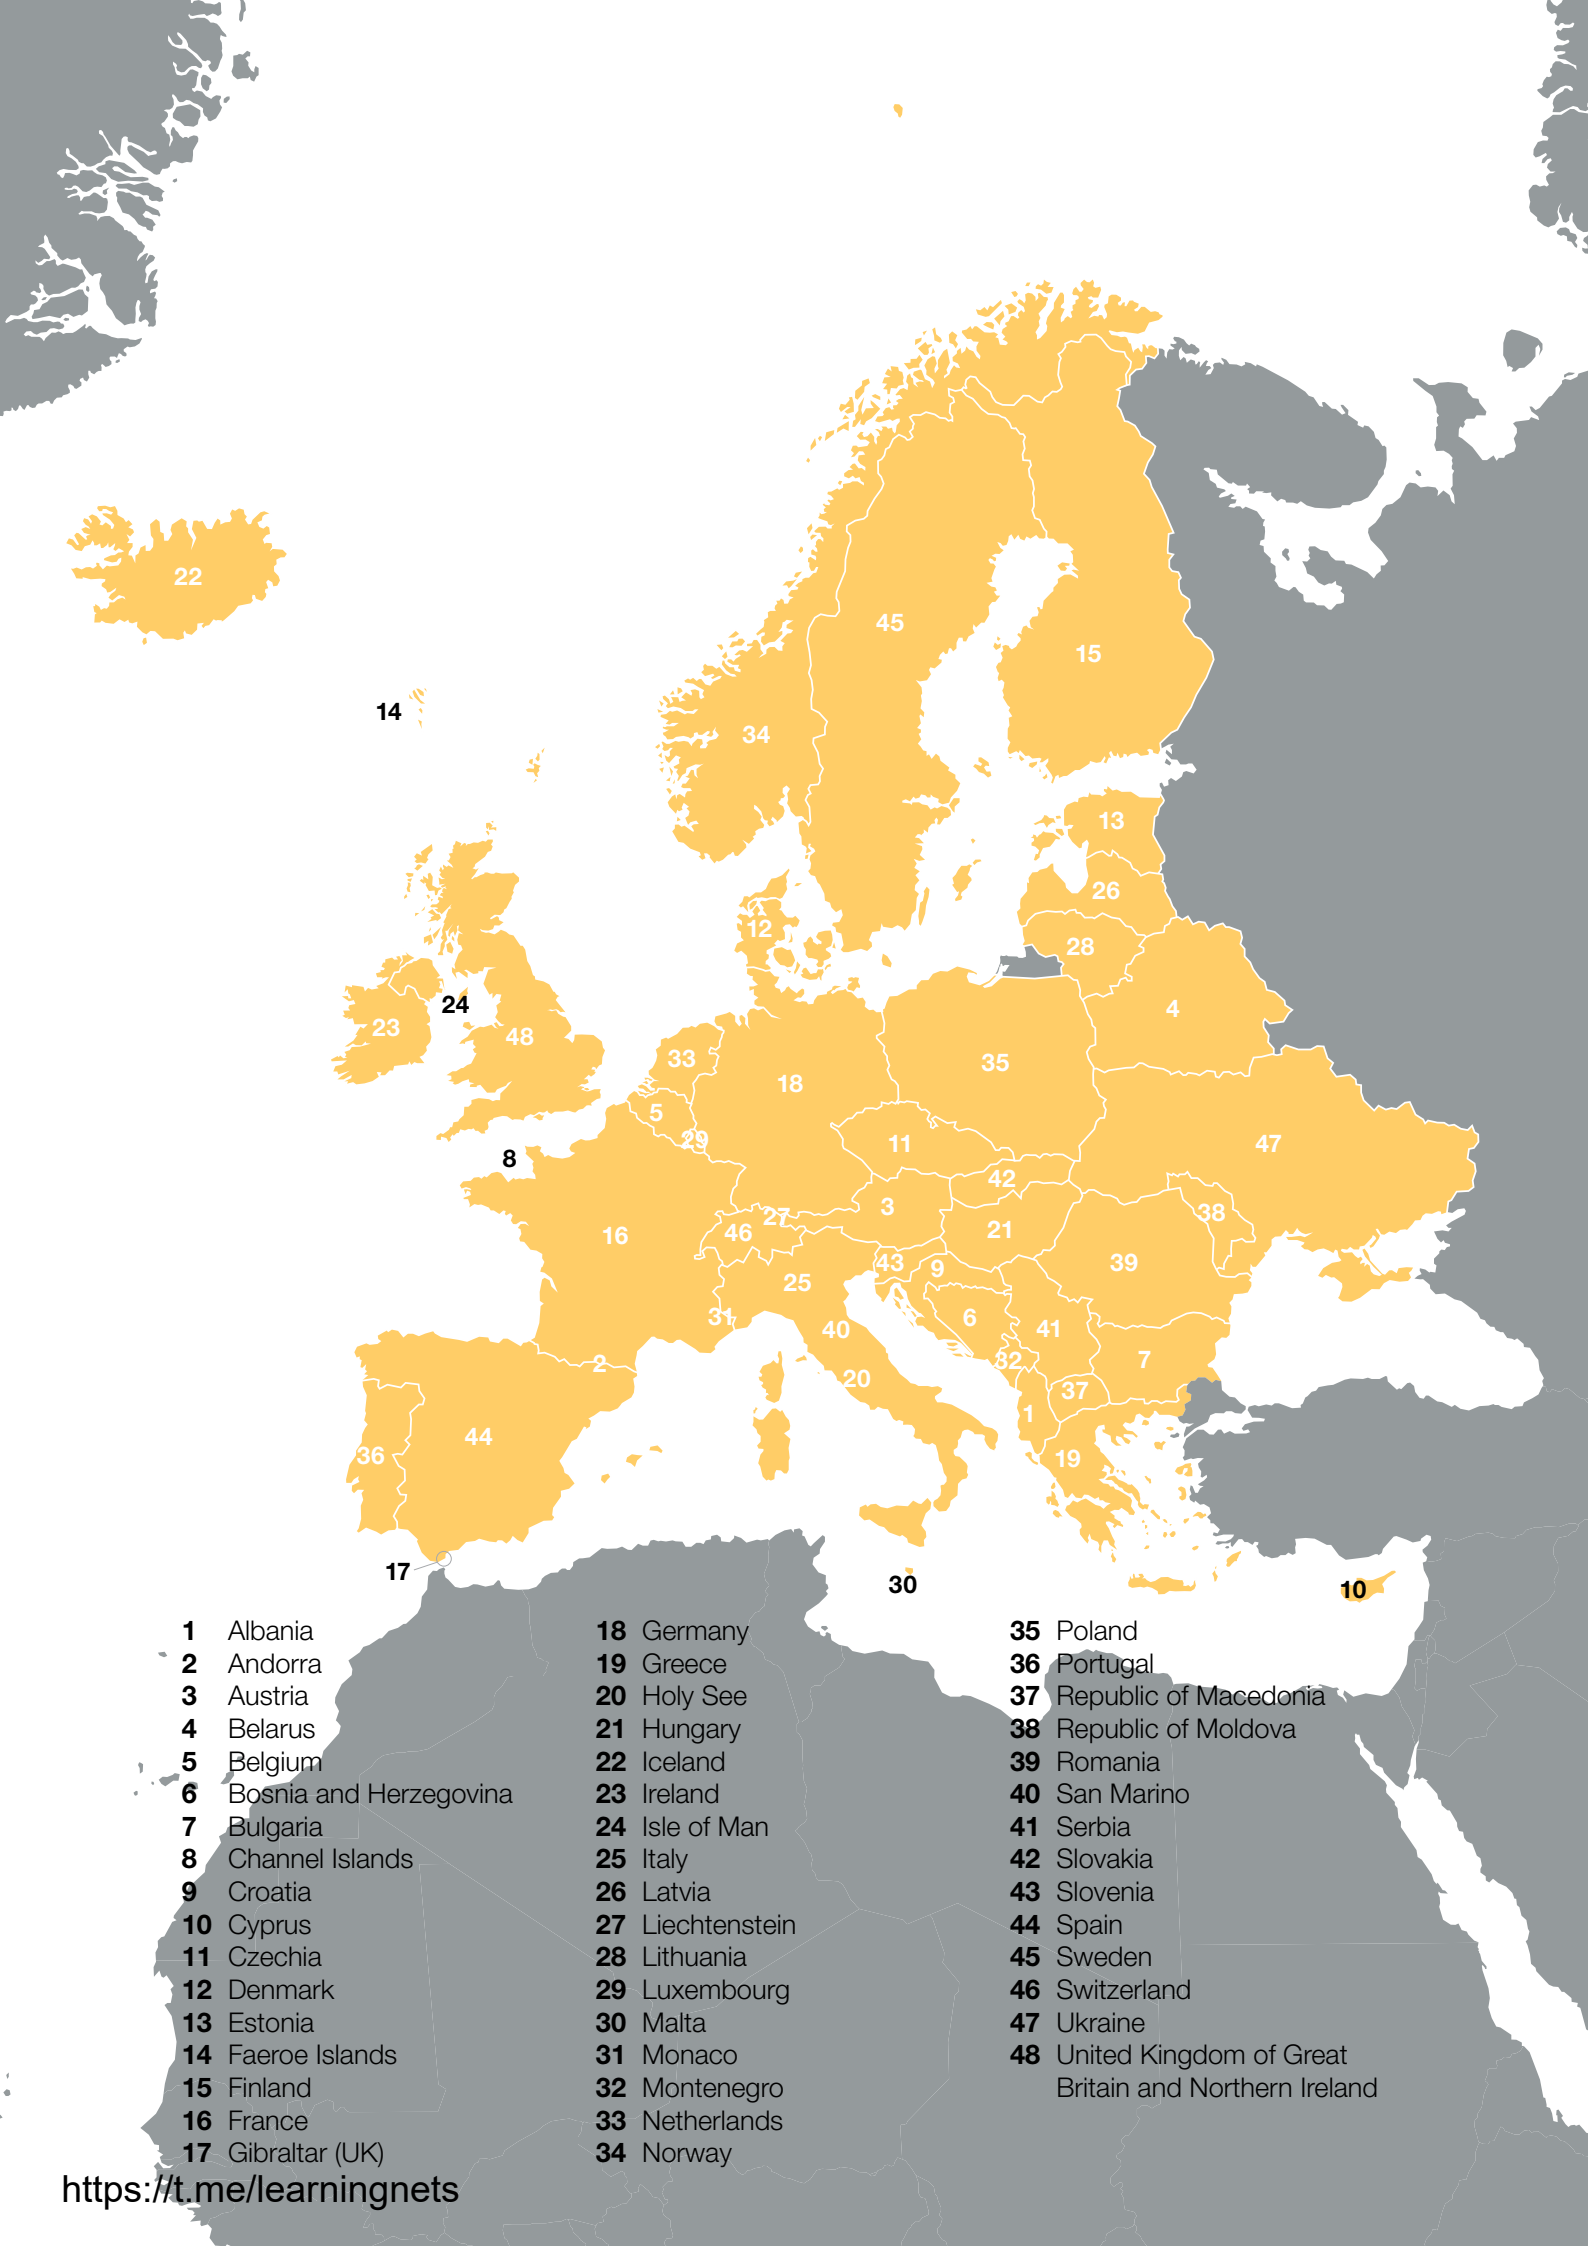 22
45
15
14
34
13
26
12
28
24
4
23
48
33
35
18
5
29
11
47
8
42
3
38
27
46
21
16
43
9
39
25
31
6
40
41
32
7
2
20
37
1
44
36
19
17
30
10
1 Albania
2 Andorra
3 Austria
4 Belarus
5 Belgium
6 Bosnia and Herzegovina
7 Bulgaria
8 Channel Islands
9 Croatia
10 Cyprus
11 Czechia
12 Denmark
13 Estonia
14 Faeroe Islands
15 Finland
16 France
17 Gibraltar (UK)
18 Germany
19 Greece
20 Holy See
21 Hungary
22 Iceland
23 Ireland
24 Isle of Man
25 Italy
26 Latvia
27 Liechtenstein
28 Lithuania
29 Luxembourg
30 Malta
31 Monaco
32 Montenegro
33 Netherlands
34 Norway
35 Poland
36 Portugal
37 Republic of Macedonia
38 Republic of Moldova
39 Romania
40 San Marino
41 Serbia
42 Slovakia
43 Slovenia
44 Spain
45 Sweden
46 Switzerland
47 Ukraine
48 United Kingdom of Great
Britain and Northern Ireland
https://t.me/learningnets